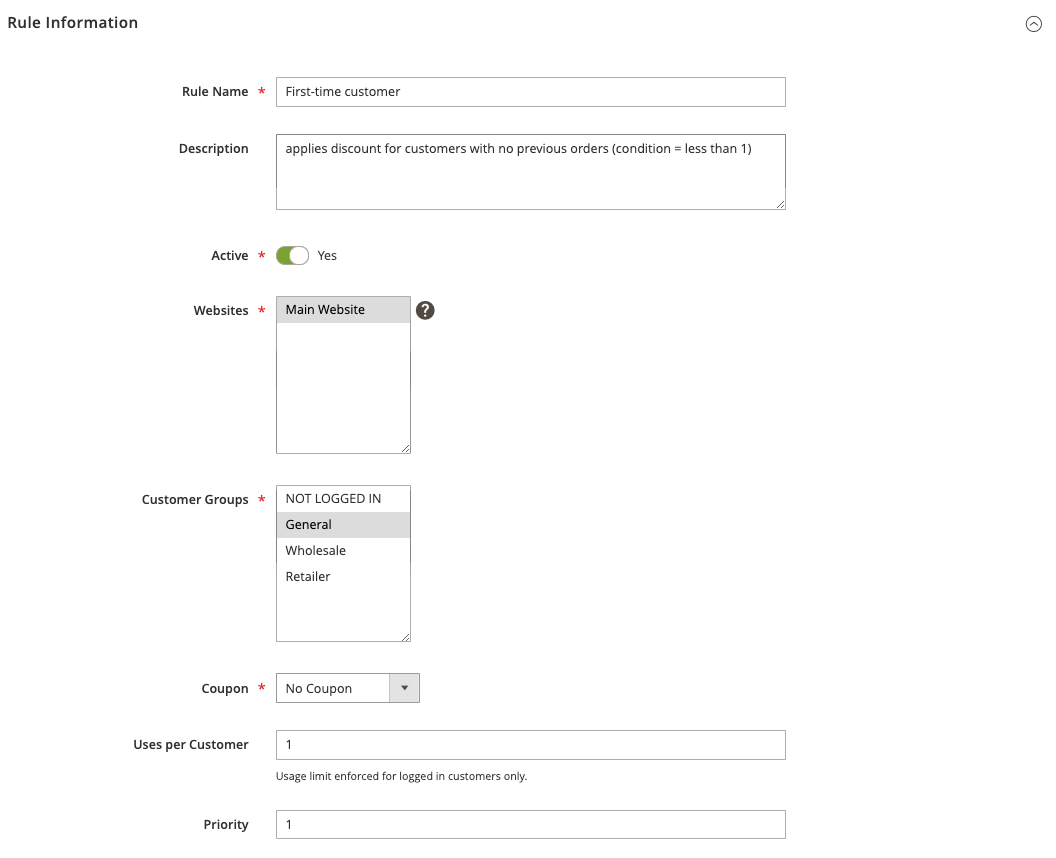 Rule Information
Rule Name *
First-time customer
Description
applies discount for customers with no previous orders (condition = less than 1)
Active *
Yes
Websites *
Main Website
?
Customer Groups *
NOT LOGGED IN
General
Wholesale
Retailer
Coupon *
No Coupon
Uses per Customer
1
Usage limit enforced for logged in customers only.
Priority
1